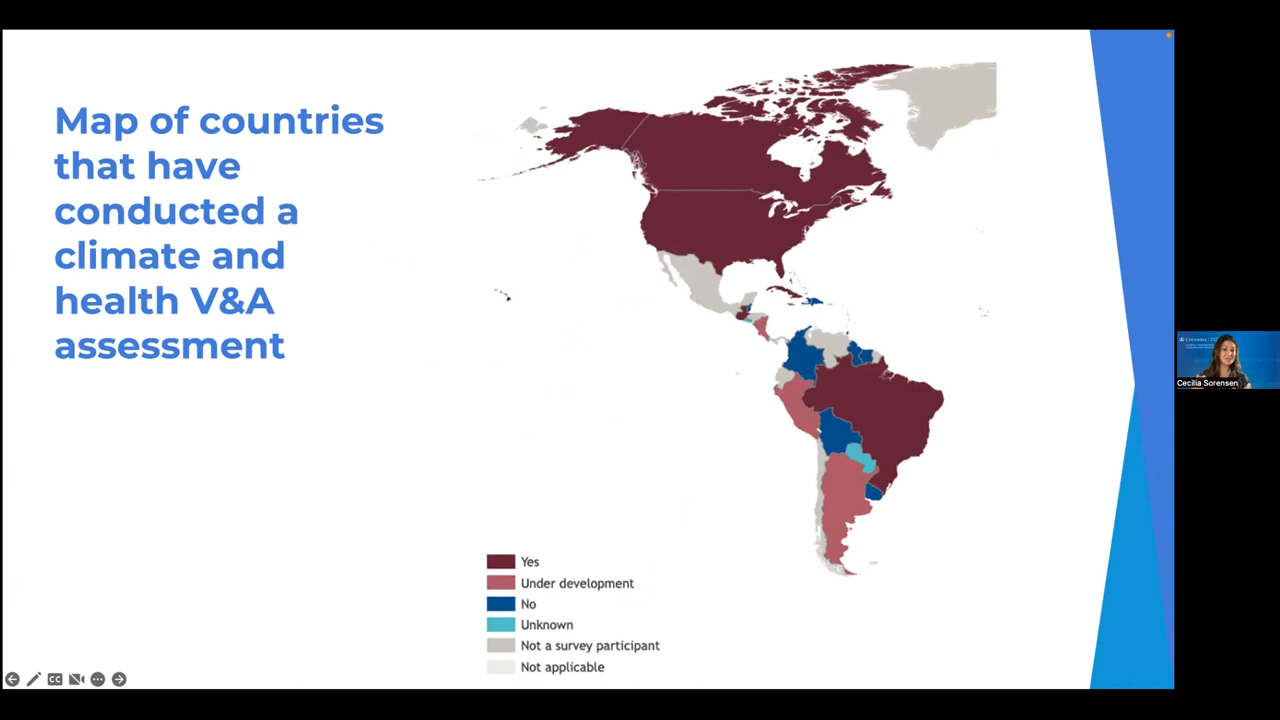 Map of countries
that have
conducted a
climate and
health V&A
assessment
Yes
Under development
No
Unknown
Not a survey participant
Not applicable
CC
Cecilia Sorensen